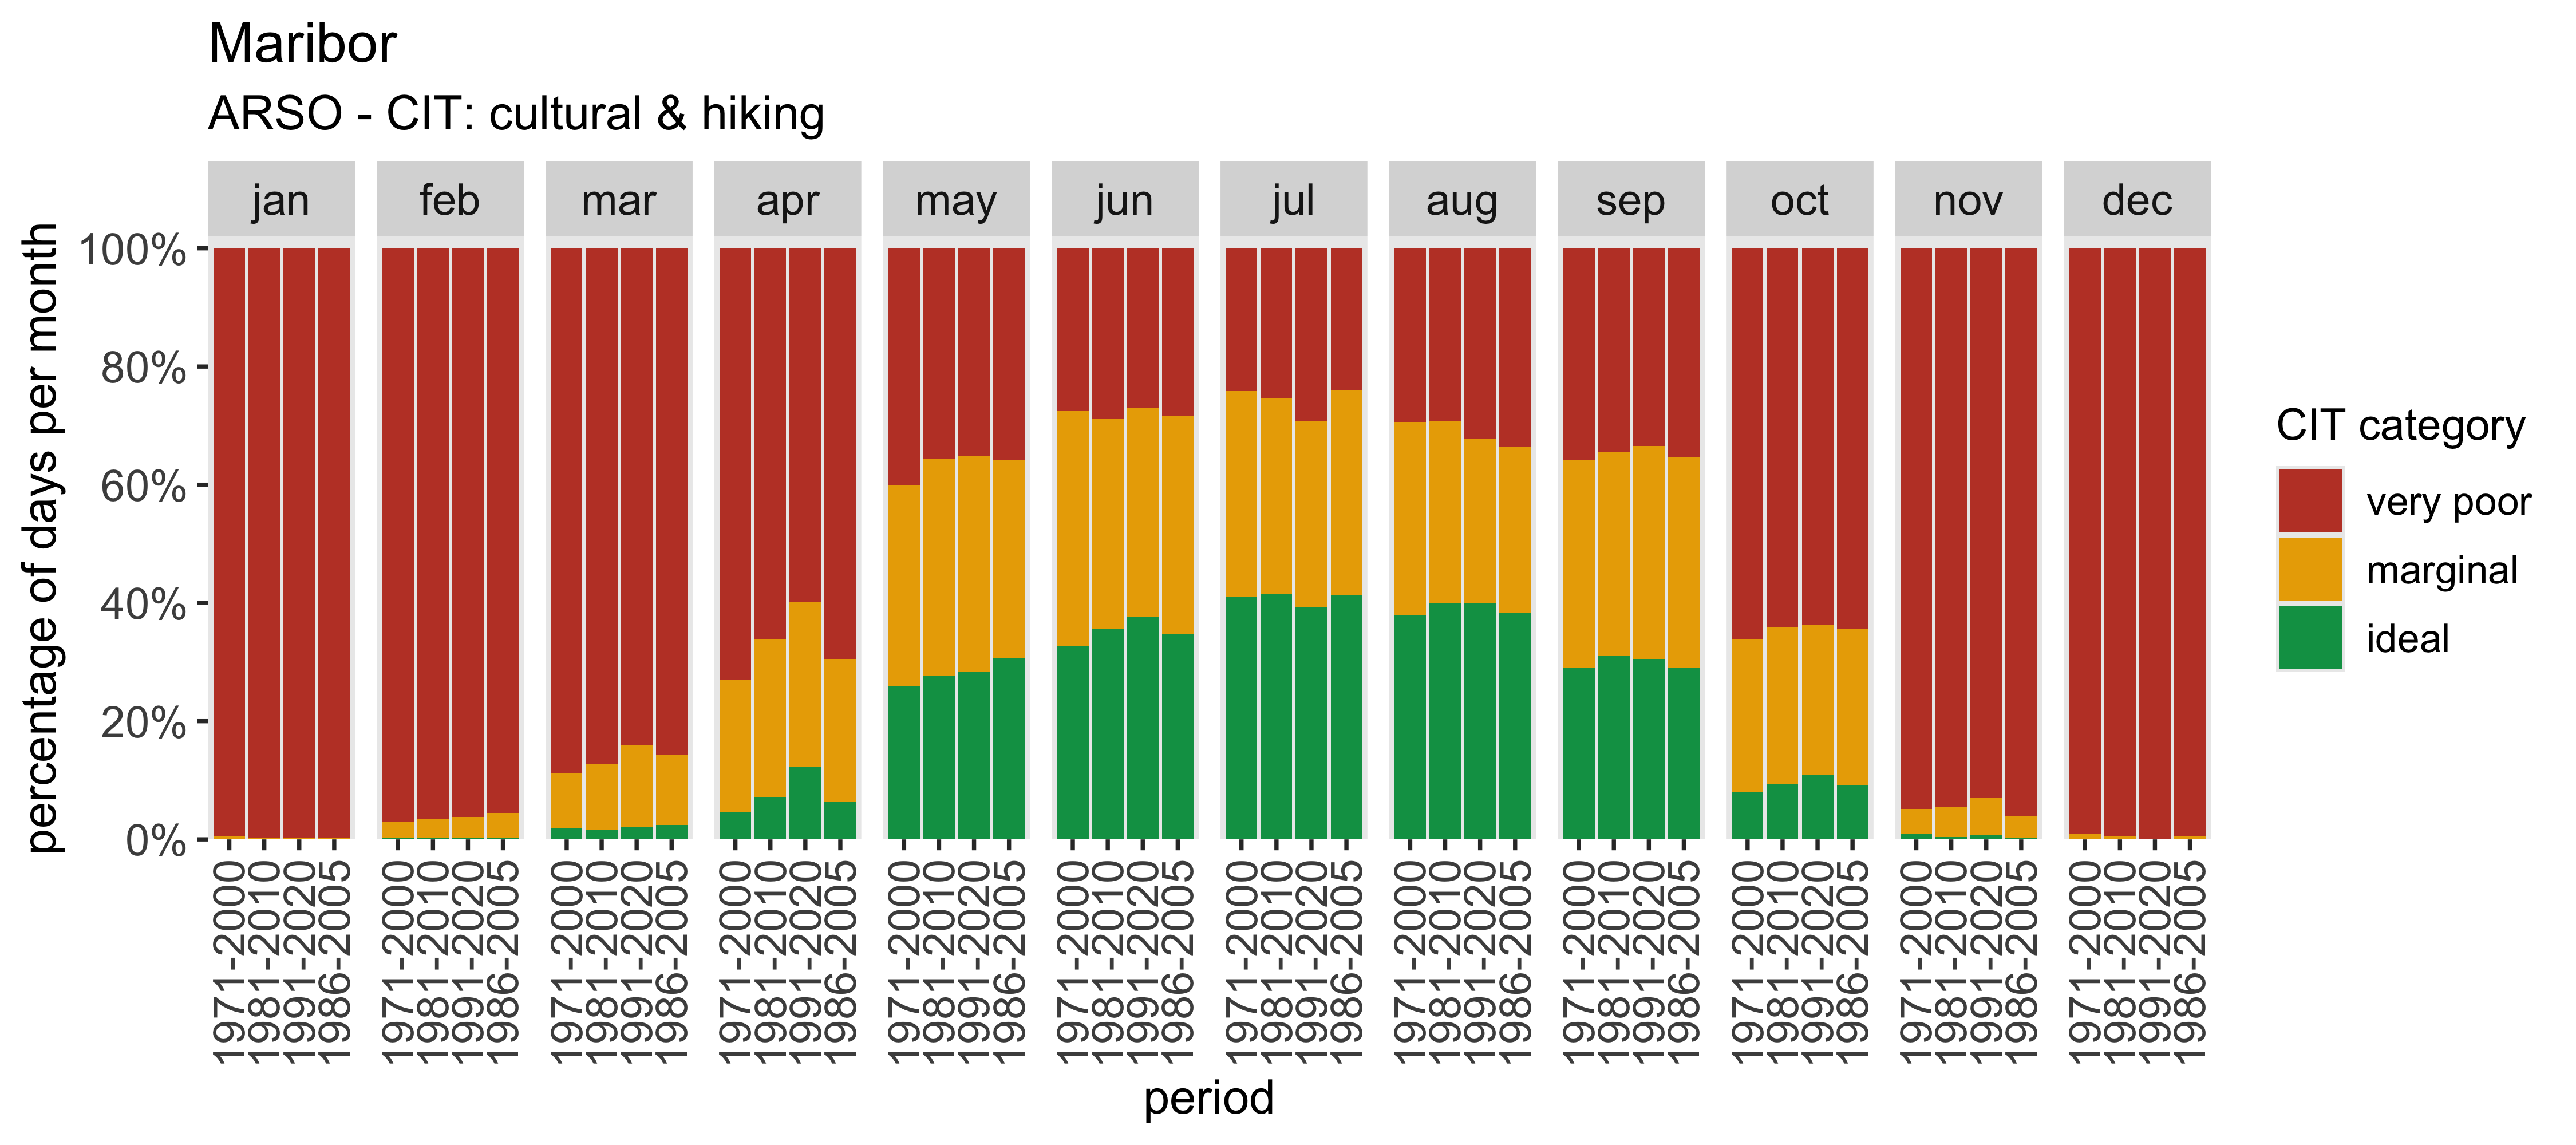 Maribor
ARSO - CIT: cultural & hiking
jan feb mar apr may jun jul aug sep oct nov dec
percentage of days per month
100%
80%
60%
40%
20%
0%
1971-2000 1981-2010 1991-2020 1986-2005 1971-2000 1981-2010 1991-2020 1986-2005 1971-2000 1981-2010 1991-2020 1986-2005 1971-2000 1981-2010 1991-2020 1986-2005 1971-2000 1981-2010 1991-2020 1986-2005 1971-2000 1981-2010 1991-2020 1986-2005 1971-2000 1981-2010 1991-2020 1986-2005 1971-2000 1981-2010 1991-2020 1986-2005 1971-2000 1981-2010 1991-2020 1986-2005 1971-2000 1981-2010 1991-2020 1986-2005 1971-2000 1981-2010 1991-2020 1986-2005 1971-2000 1981-2010 1991-2020 1986-2005
period
CIT category
very poor
marginal
ideal